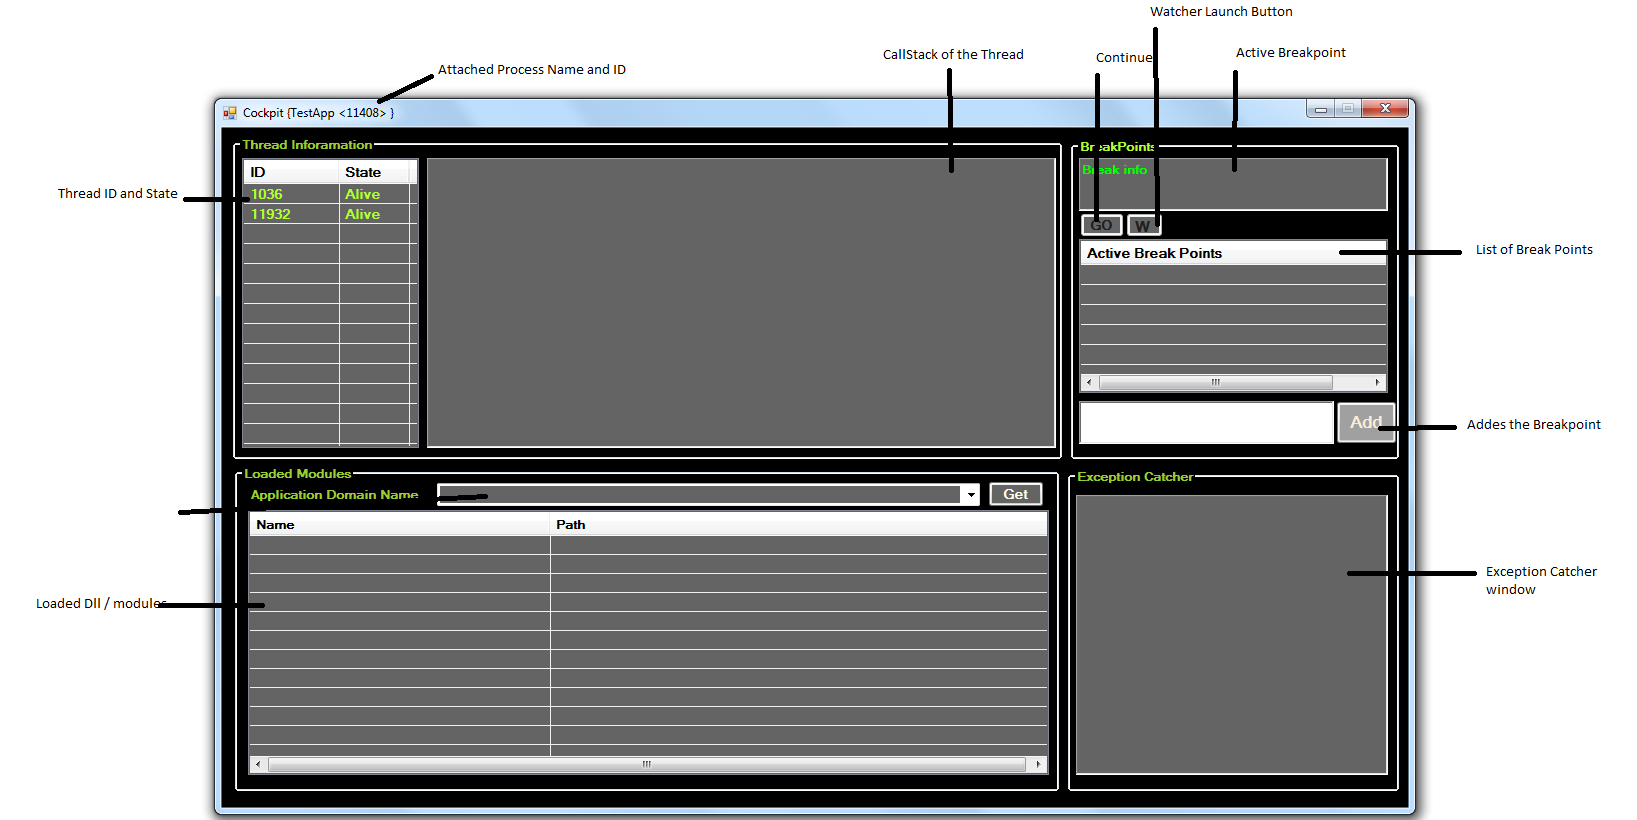 Watcher Launch Button
CallStack of the Thread
Continue
Active Breakpoint
Attached Process Name and ID
Cockpit {TestApp <11408> }
Thread Inforamation
ID State
1036 Alive
11932 Alive
Thread ID and State
BreakPoints
Break info
GO W
Active Break Points
List of Break Points
Add
Addes the Breakpoint
Loaded Modules
Application Domain Name
Get
Name Path
Loaded Dll / modules
Exception Catcher
Exception Catcher
window